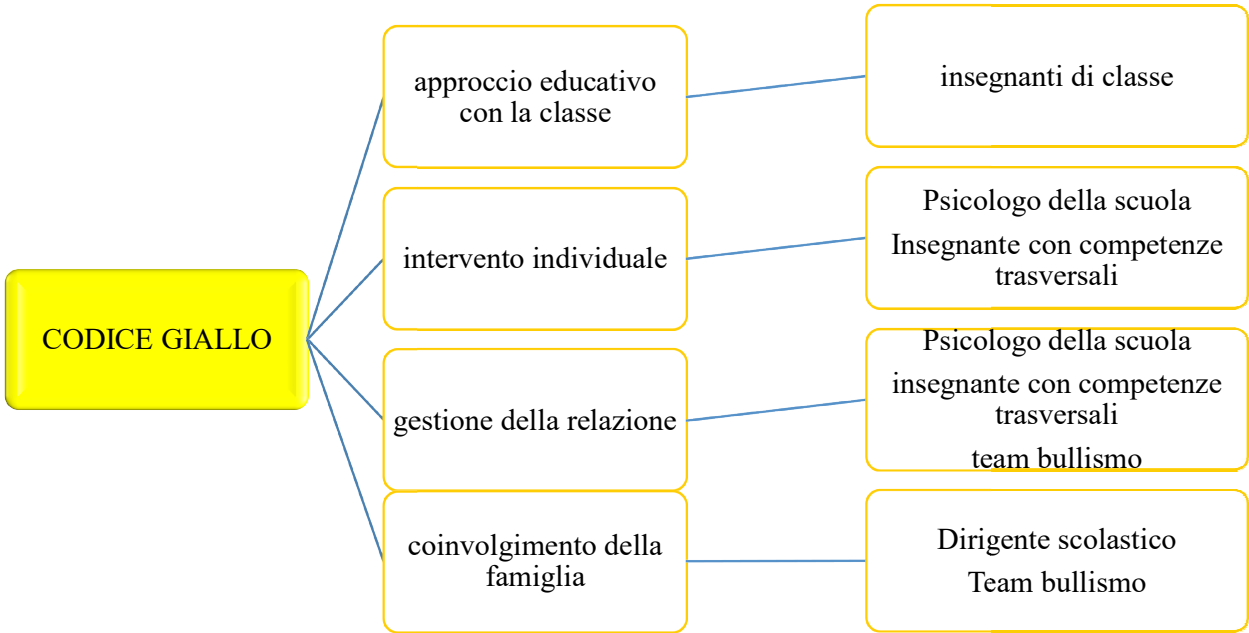 CODICE GIALLO
approccio educativo
con la classe
insegnanti di classe
intervento individuale
Psicologo della scuola
Insegnante con competenze
trasversali
gestione della relazione
Psicologo della scuola
insegnante con competenze
trasversali
team bullismo
coinvolgimento della
famiglia
Dirigente scolastico
Team bullismo